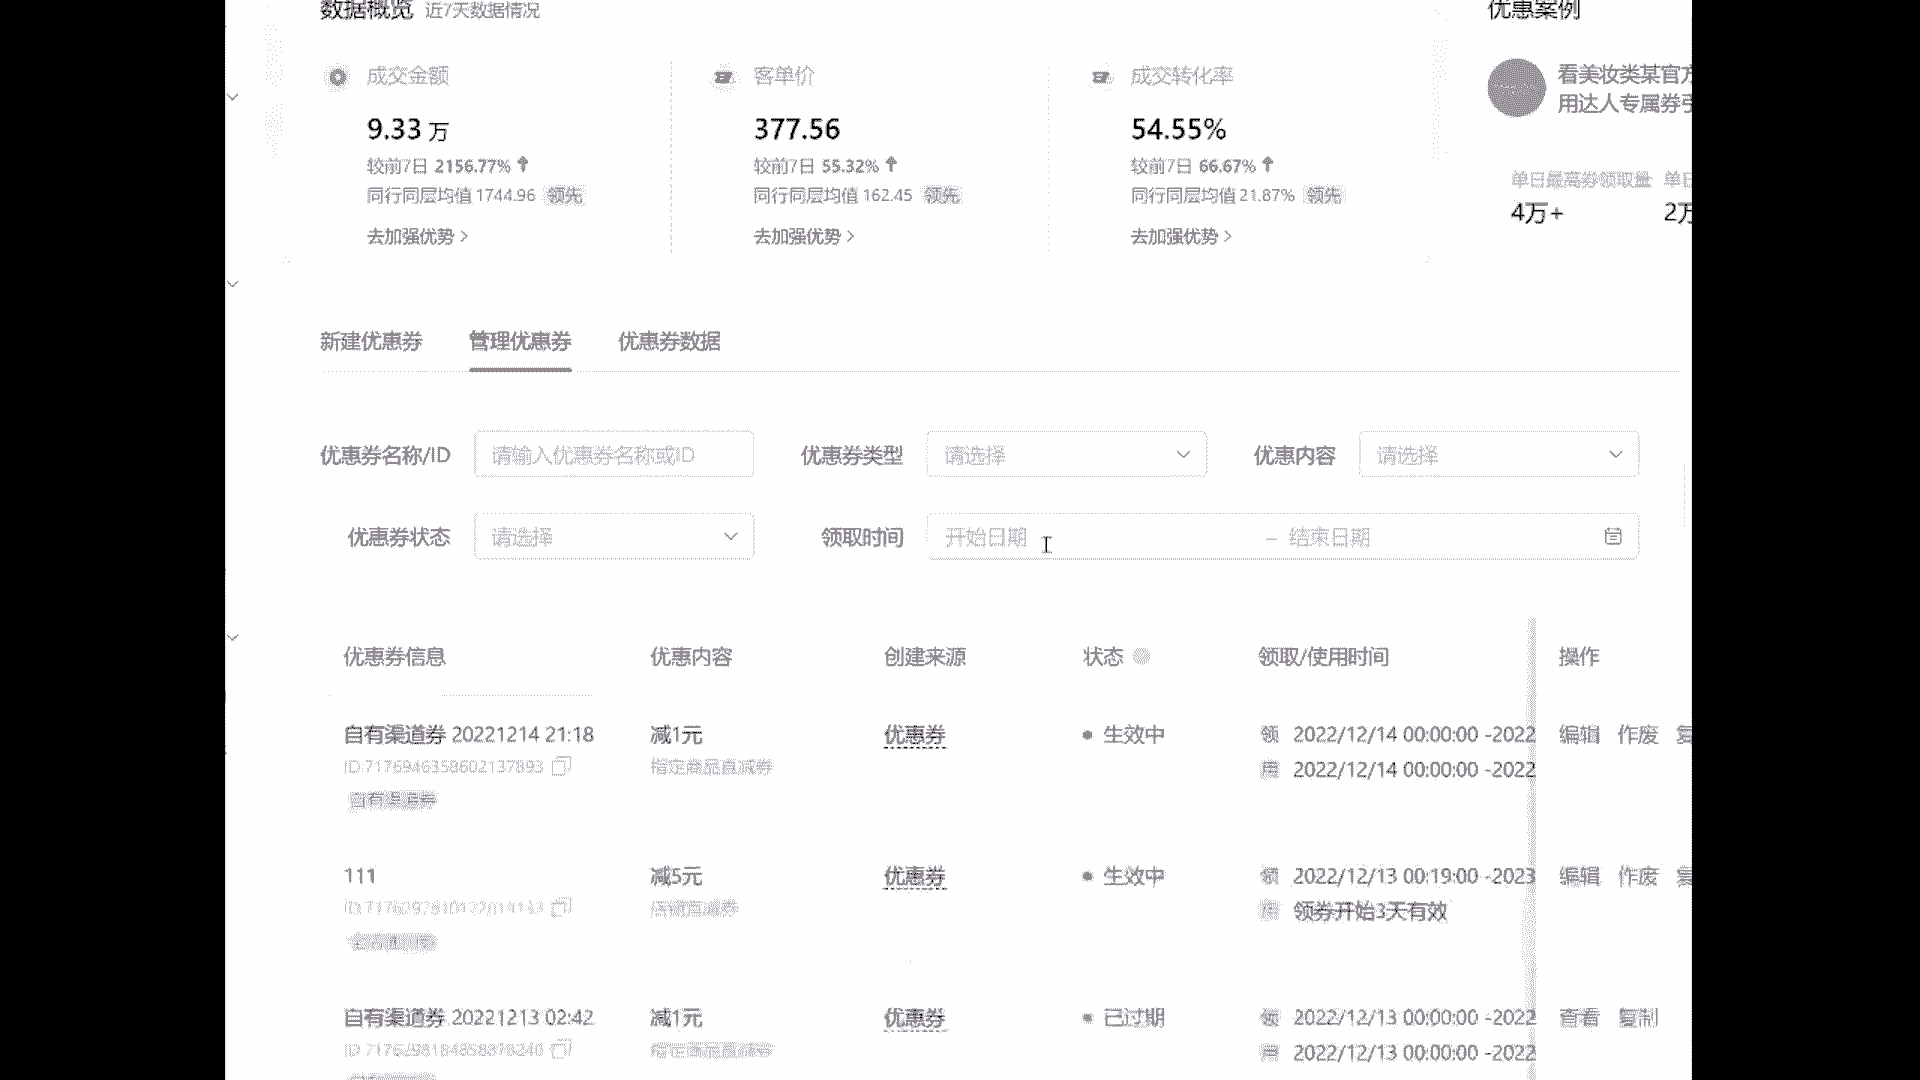 数据概览 近7天数据情况
优惠案例
成交金额
9.33 万
较前7日 2156.77%
同行同层均值 1744.96 领先
去加强优势 >
客单价
377.56
较前7日 55.32%
同行同层均值 162.45 领先
去加强优势 >
成交转化率
54.55%
较前7日 66.67%
同行同层均值 21.87% 领先
去加强优势 >
看美妆类某官方
用达人专属券引
单日最高券领取量 单日
4万+ 2万
新建优惠券 管理优惠券 优惠券数据
优惠券名称/ID 请输入优惠券名称或ID 优惠券类型 请选择 优惠内容 请选择
优惠券状态 请选择 领取时间 开始日期 – 结束日期
优惠券信息 优惠内容 创建来源 状态 领取/使用时间 操作
自有渠道券 20221214 21:18 减1元 优惠券 生效中 领 2022/12/14 00:00:00 -2022 编辑 作废 复
ID:7176946358602137893 指定商品直减券 用 2022/12/14 00:00:00 -2022
自有渠道券
111 减5元 优惠券 生效中 领 2022/12/13 00:19:00 -2023 编辑 作废 复
店铺直减券 用 领券开始3天有效
自有渠道券 20221213 02:42 减1元 优惠券 已过期 领 2022/12/13 00:00:00 -2022 查看 复制
指定商品直减券 用 2022/12/13 00:00:00 -2022